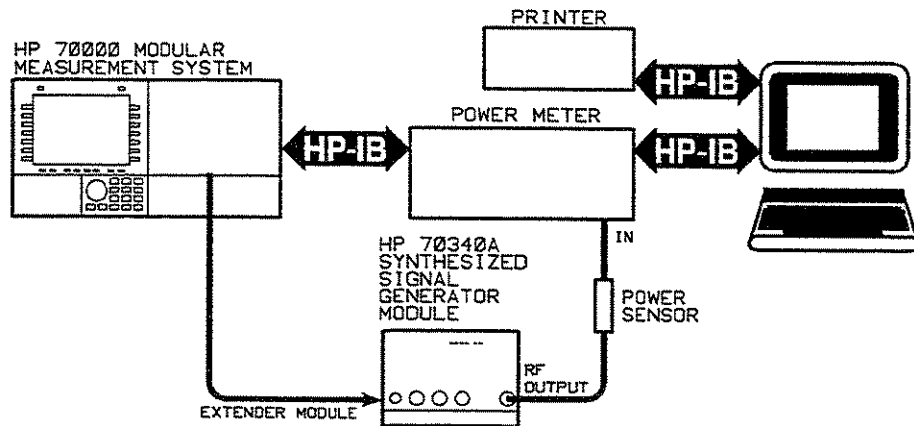 PRINTER
HP 70000 MODULAR
MEASUREMENT SYSTEM
HP-IB
POWER METER
HP-IB
HP-IB
IN
HP 70340A
SYNTHESIZED
SIGNAL
GENERATOR
MODULE
POWER
SENSOR
RF
OUTPUT
EXTENDER MODULE